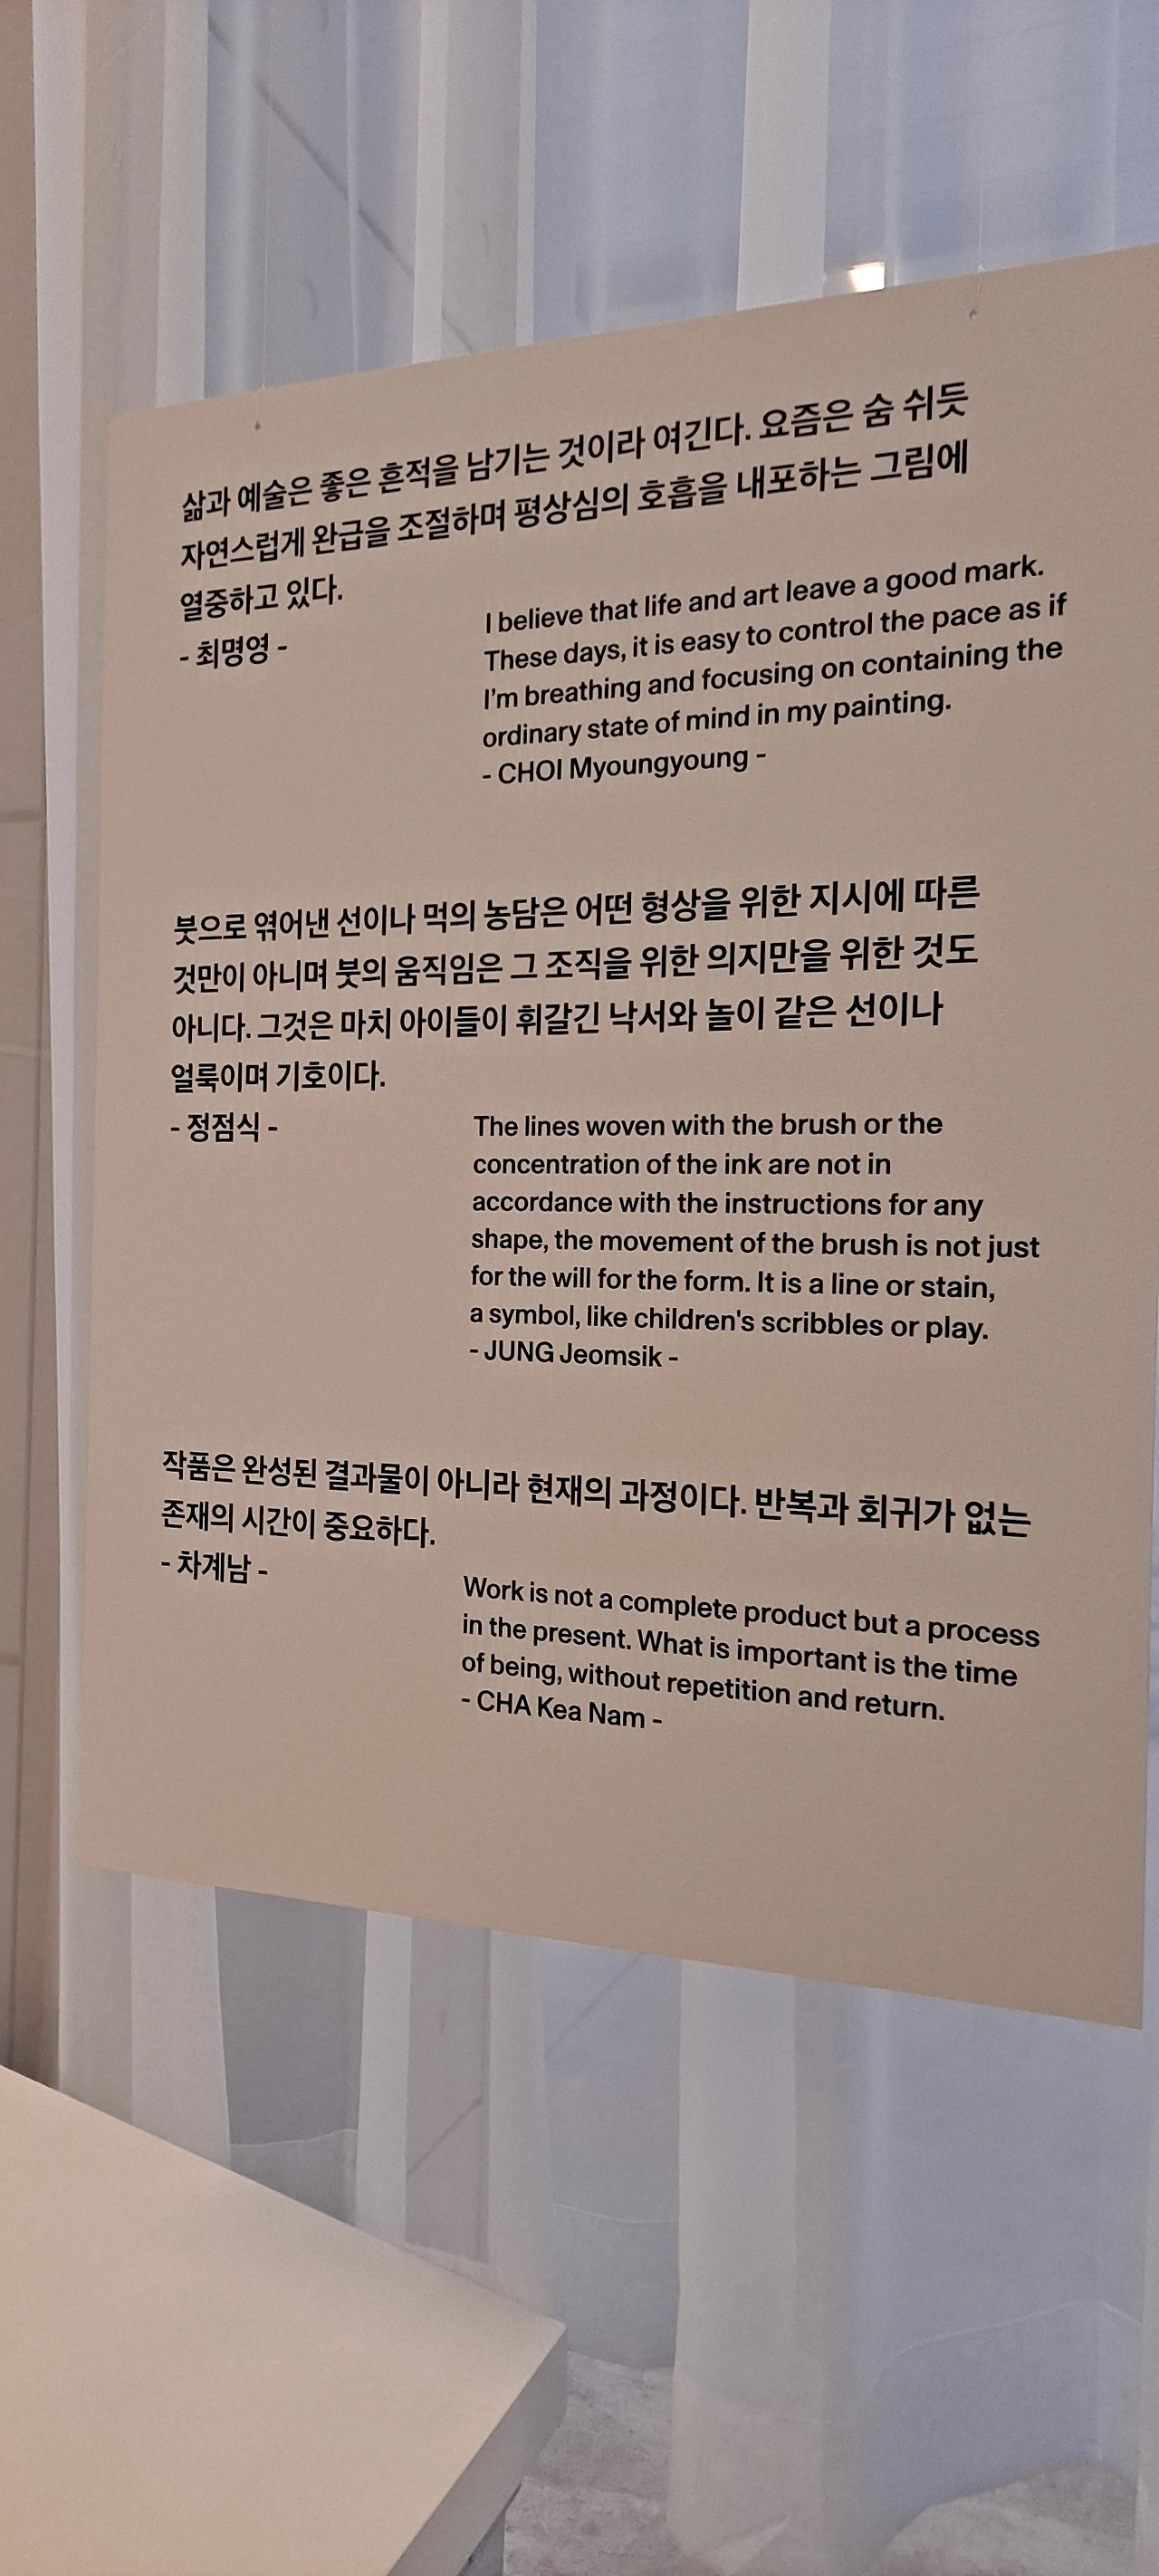 삶과 예술은 좋은 흔적을 남기는 것이라 여긴다. 요즘은 숨 쉬듯
자연스럽게 완급을 조절하며 평상심의 호흡을 내포하는 그림에
열중하고 있다.
- 최명영 -
I believe that life and art leave a good mark.
These days, it is easy to control the pace as if
I'm breathing and focusing on containing the
ordinary state of mind in my painting.
- CHOI Myoungyoung -
붓으로 엮어낸 선이나 먹의 농담은 어떤 형상을 위한 지시에 따른
것만이 아니며 붓의 움직임은 그 조직을 위한 의지만을 위한 것도
아니다. 그것은 마치 아이들이 휘갈긴 낙서와 놀이 같은 선이나
얼룩이며 기호이다.
- 정점식 -
The lines woven with the brush or the
concentration of the ink are not in
accordance with the instructions for any
shape, the movement of the brush is not just
for the will for the form. It is a line or stain,
a symbol, like children's scribbles or play.
- JUNG Jeomsik -
작품은 완성된 결과물이 아니라 현재의 과정이다. 반복과 회귀가 없는
존재의 시간이 중요하다.
- 차계남 -
Work is not a complete product but a process
in the present. What is important is the time
of being, without repetition and return.
- CHA Kea Nam -